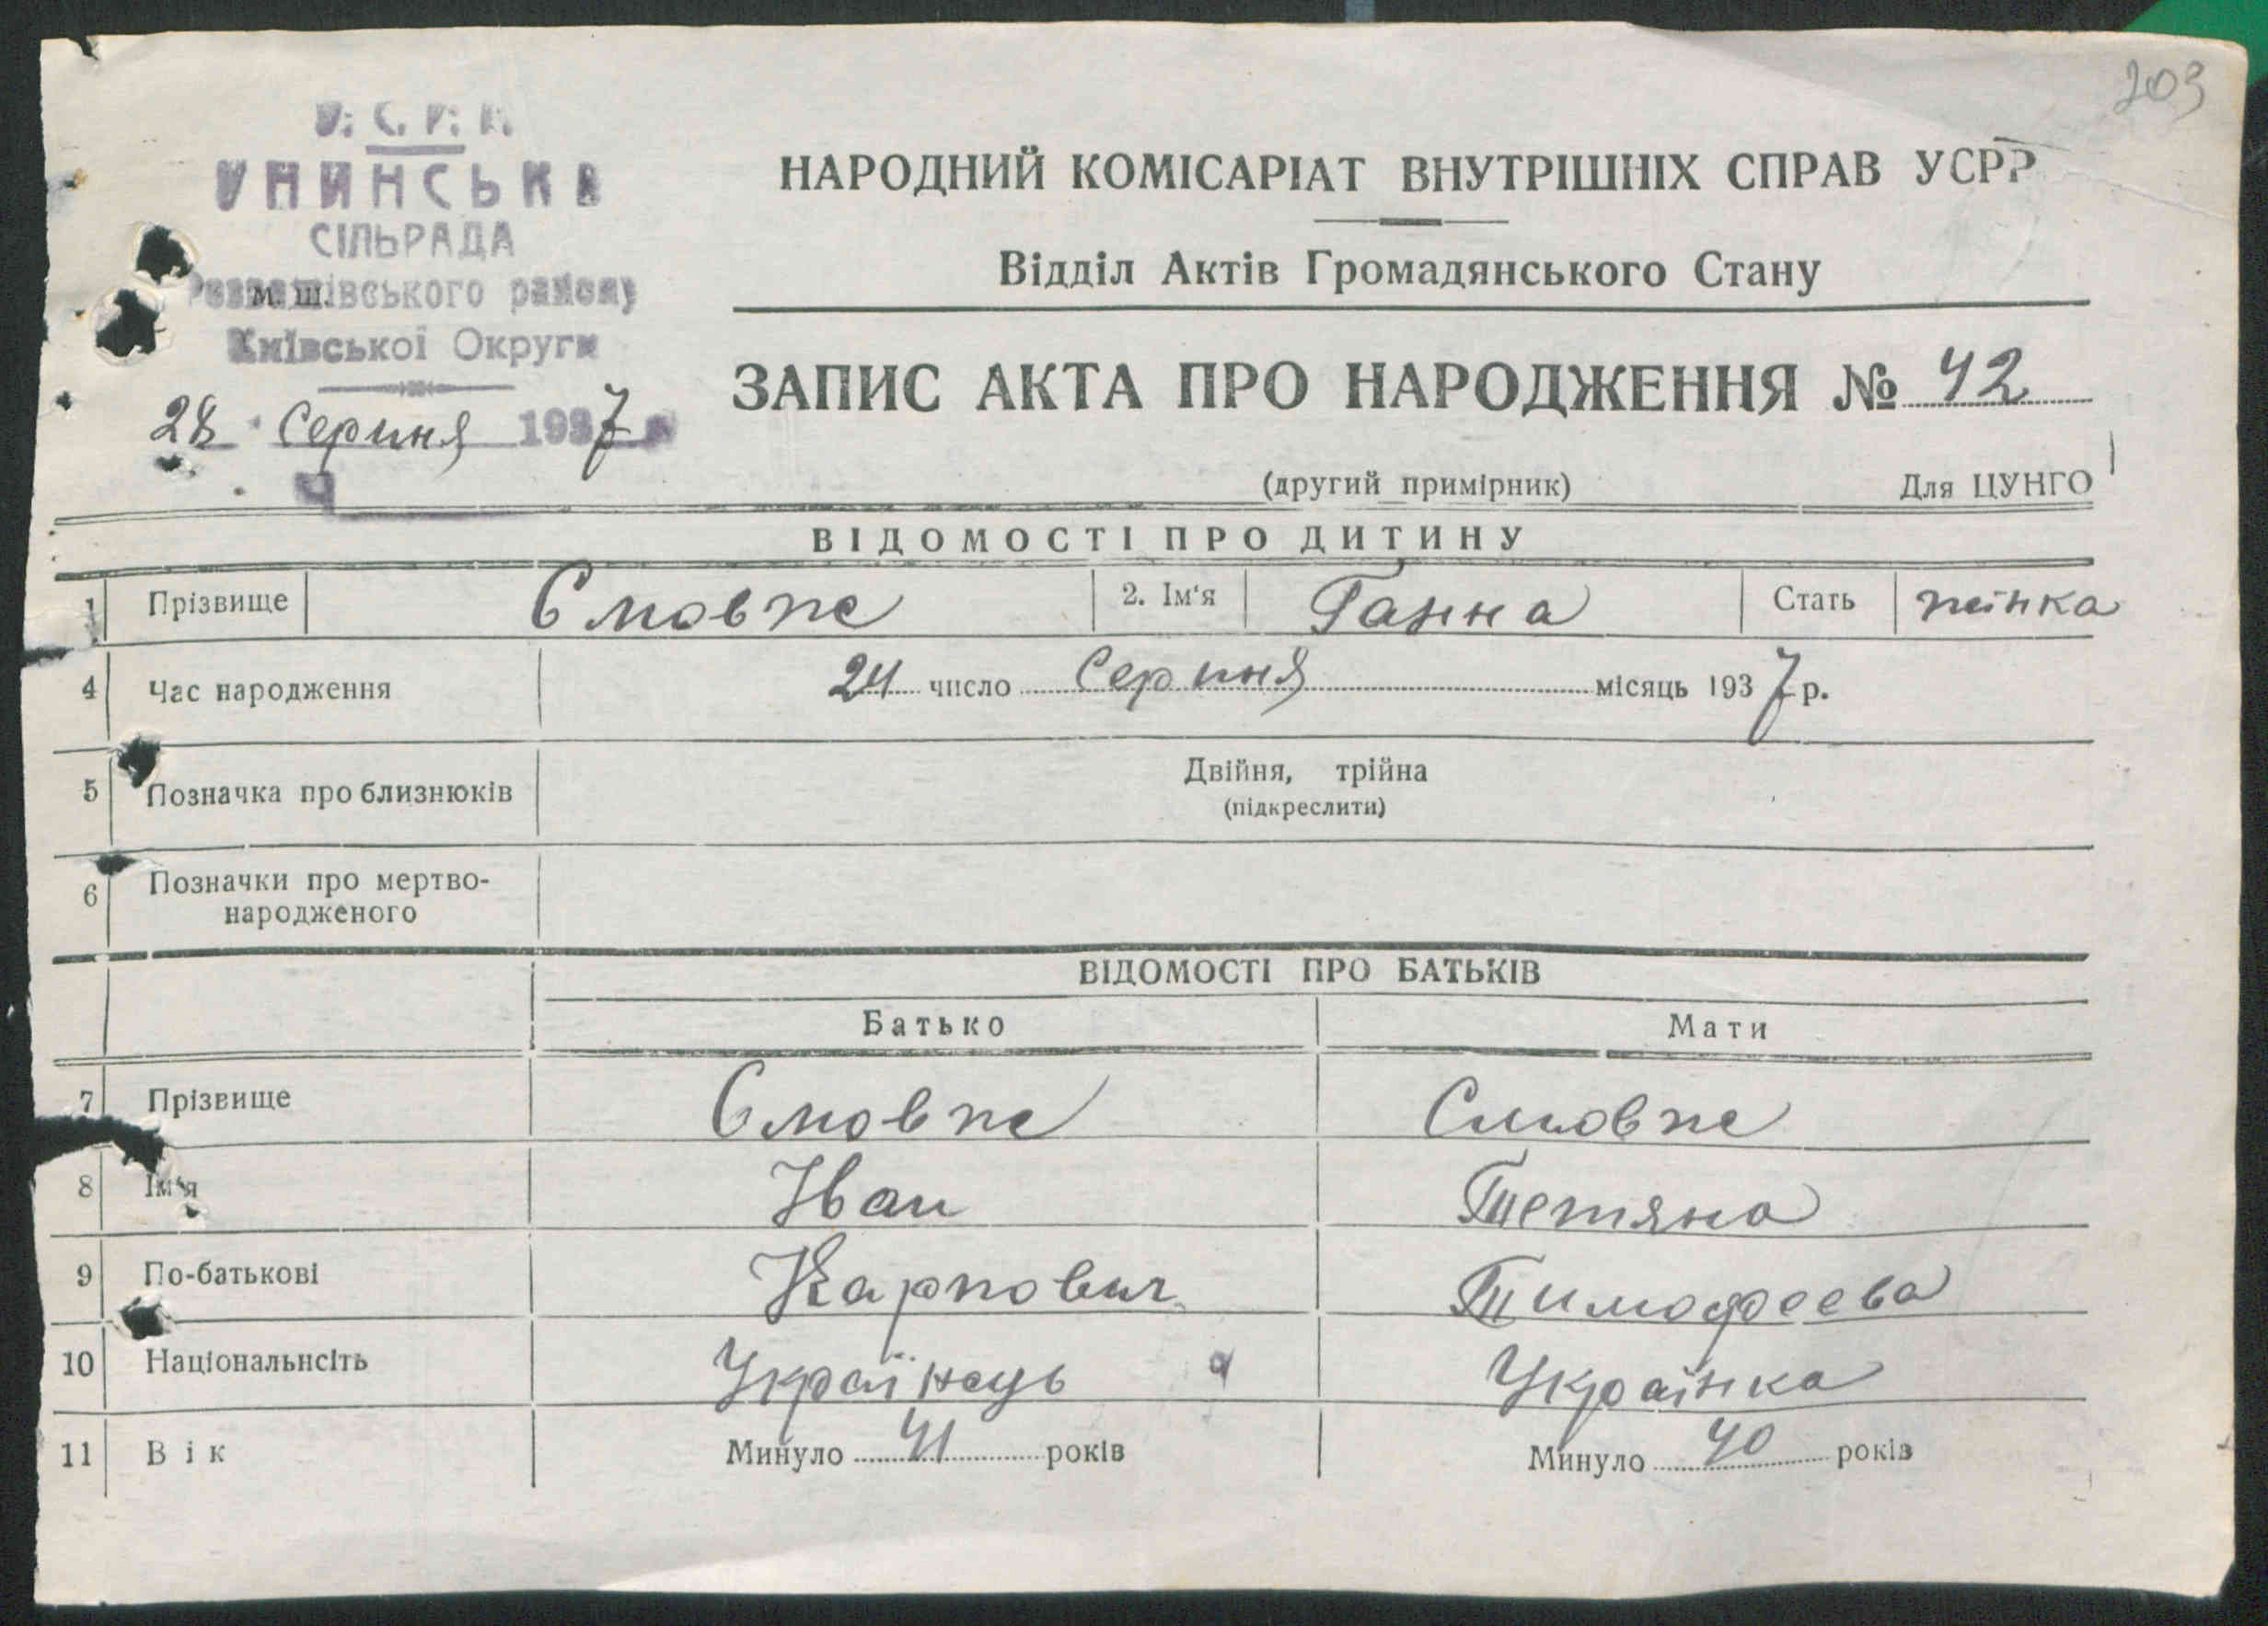 203
У. С. Р. Р.
УНИНСЬКА
СІЛЬРАДА
м. ш.
району
Київської Округи
28 Серпня 1937
Ч
НАРОДНИЙ КОМІСАРІАТ ВНУТРІШНІХ СПРАВ УСРР
Відділ Актів Громадянського Стану
ЗАПИС АКТА ПРО НАРОДЖЕННЯ № 42
(другий примірник) Для ЦУНГО
ВІДОМОСТІ ПРО ДИТИНУ
1 Прізвище Смовже 2. Ім'я Ганна Стать жінка
4 Час народження 24 число Серпня місяць 1937 р.
5 Позначка про близнюків Двійня, трійна
(підкреслити)
6 Позначки про мертво-
народженого
ВІДОМОСТІ ПРО БАТЬКІВ
Батько Мати
7 Прізвище Смовже Смовже
8 Ім'я Іван Тетяна
9 По-батькові Карпович Тимофеева
10 Національнсіть Українець Українка
11 Вік Минуло 41 років Минуло 40 років